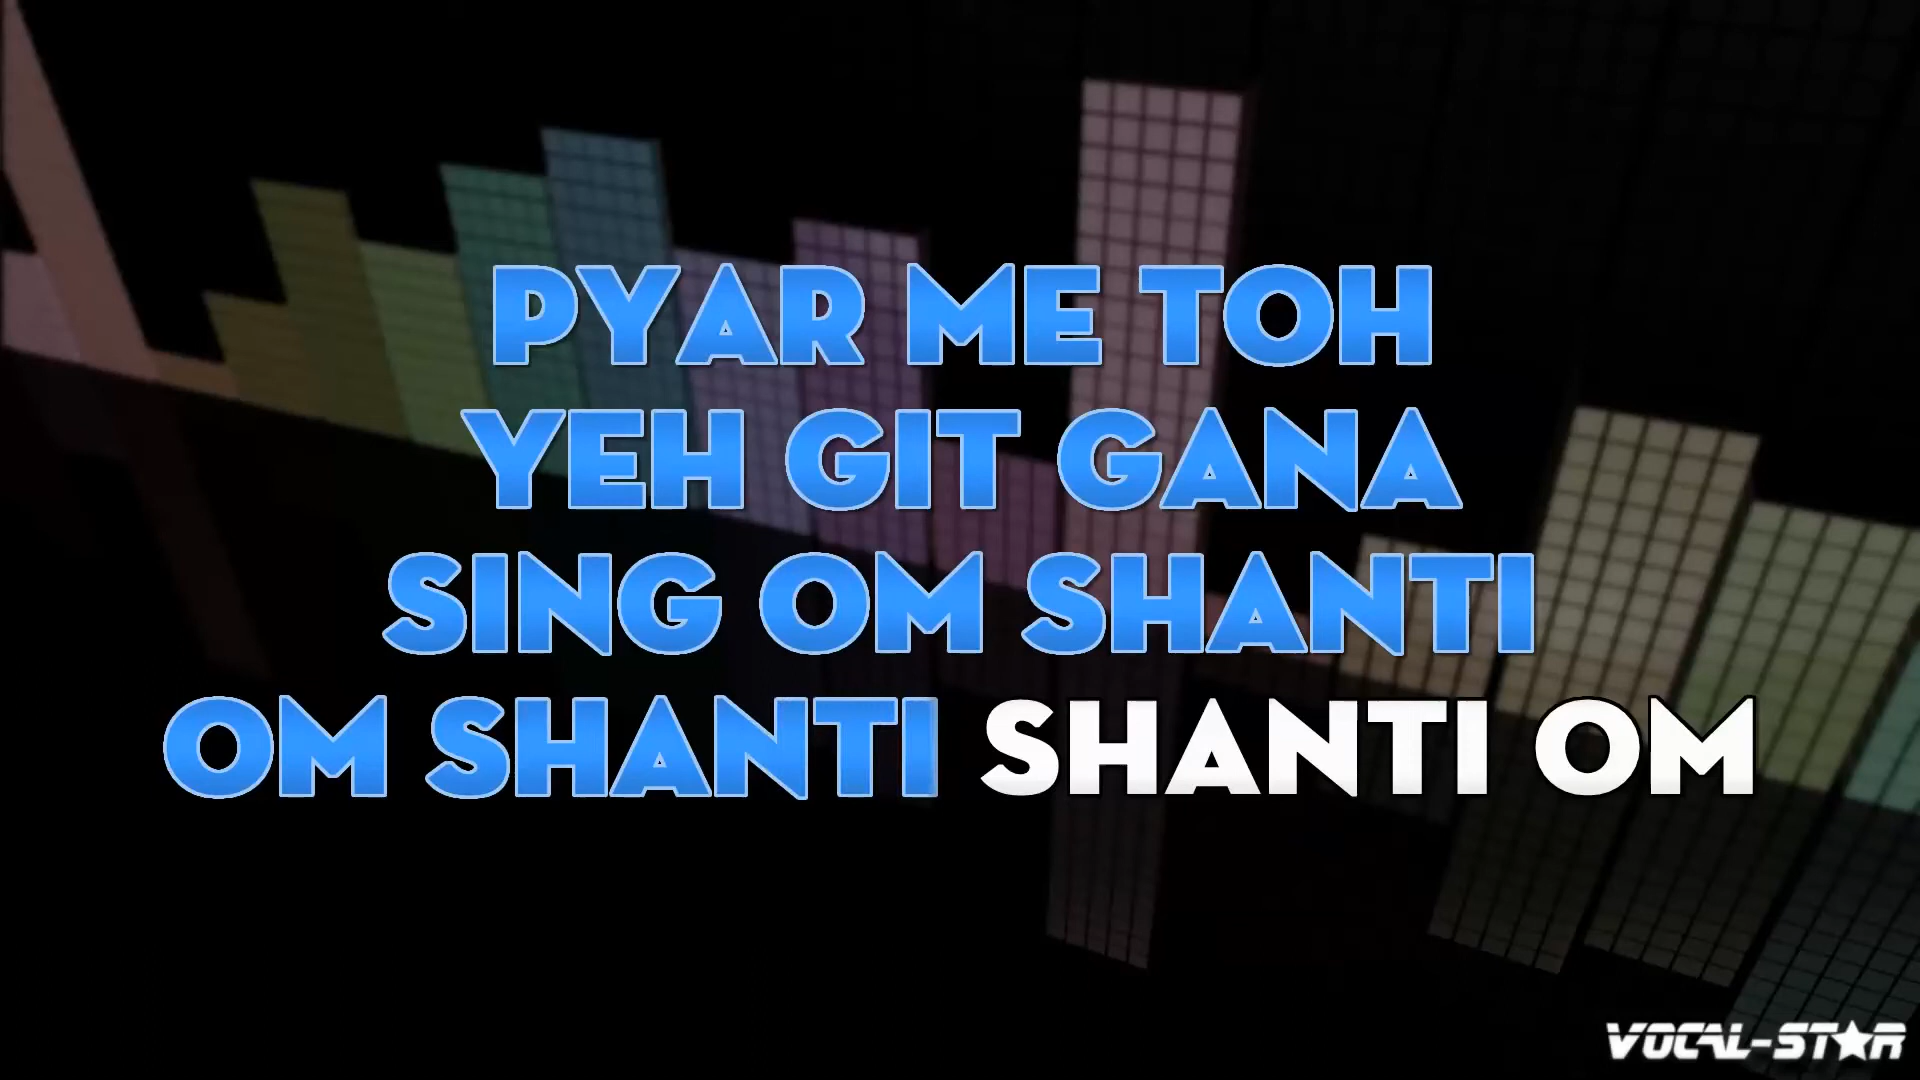 PYAR ME TOH
YEH GIT GANA
SING OM SHANTI
OM SHANTI SHANTI OM
VOCAL-STAR